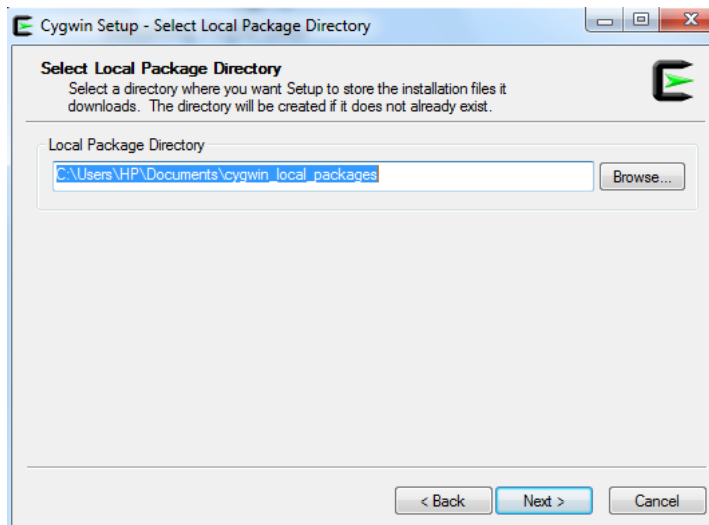 Cygwin Setup - Select Local Package Directory
Select Local Package Directory
Select a directory where you want Setup to store the installation files it
downloads. The directory will be created if it does not already exist.
Local Package Directory
C:\Users\HP\Documents\cygwin_local_packages
Browse...
< Back
Next >
Cancel